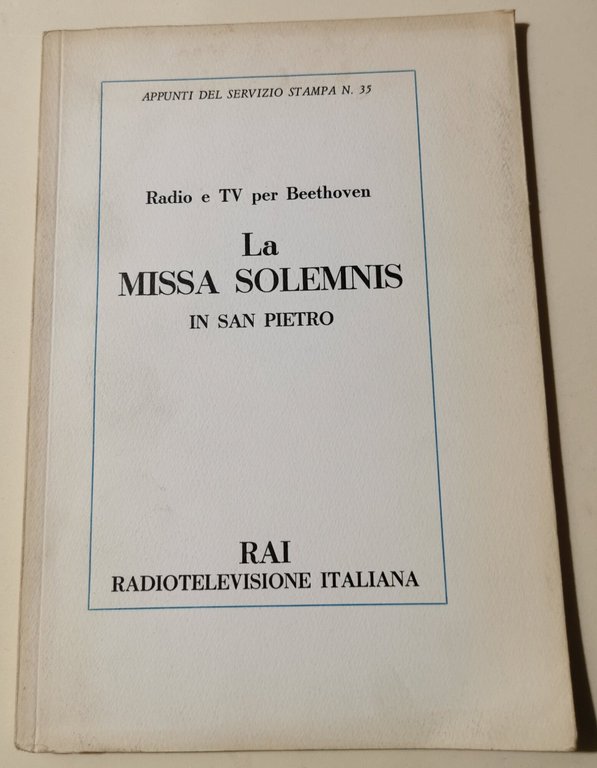 APPUNTI DEL SERVIZIO STAMPA N. 35
Radio e TV per Beethoven
La
MISSA SOLEMNIS
IN SAN PIETRO
RAI
RADIOTELEVISIONE ITALIANA